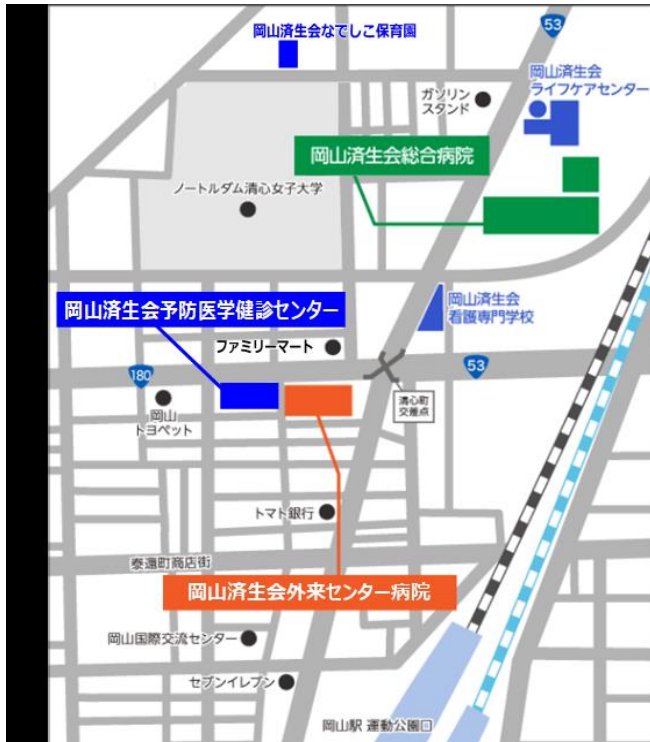 53
岡山済生会なでしこ保育園
岡山済生会
ライフケアセンター
ガソリン
スタンド
岡山済生会総合病院
ノートルダム清心女子大学
岡山済生会予防医学健診センター
岡山済生会
看護専門学校
ファミリーマート
180
53
岡山
トヨペット
清心町
交差点
トマト銀行
奉還町商店街
岡山済生会外来センター病院
岡山国際交流センター
セブンイレブン
岡山駅 運動公園口